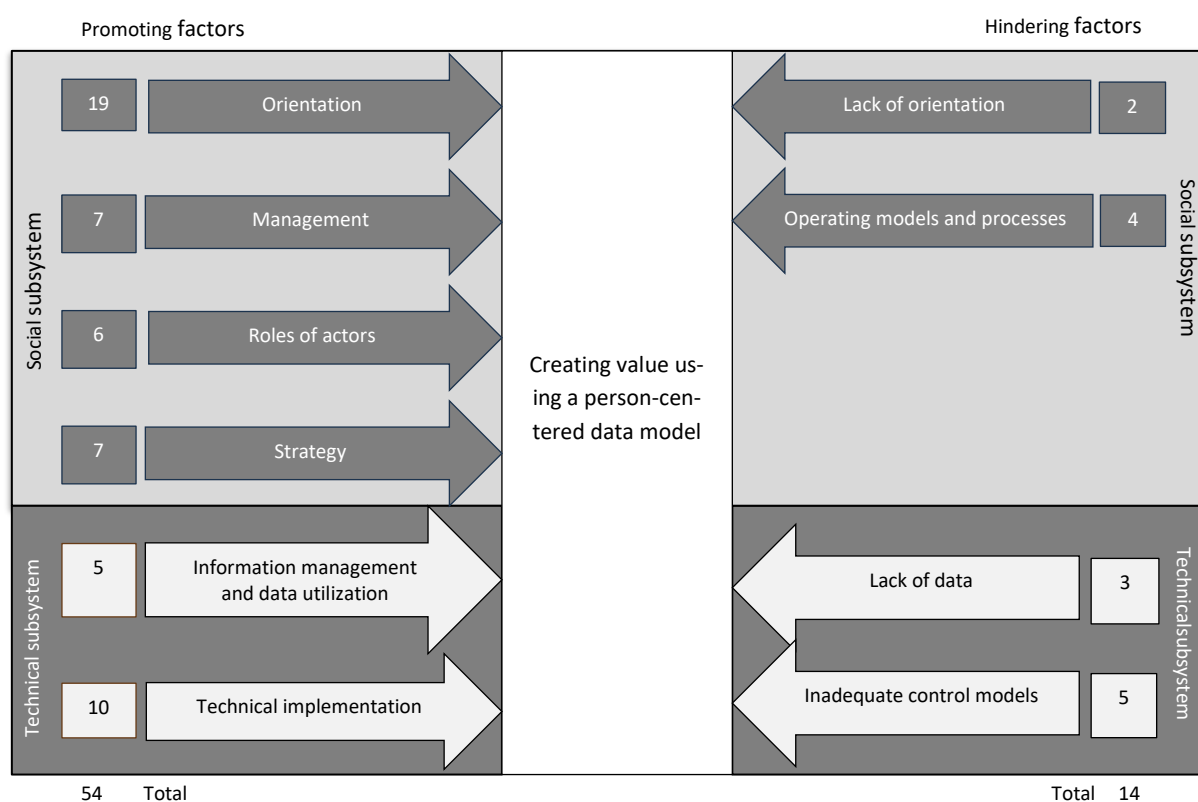 Promoting factors
Hindering factors
19
Orientation
7
Management
6
Roles of actors
7
Strategy
Social subsystem
5
Information management
and data utilization
10
Technical implementation
Technical subsystem
Creating value us-
ing a person-cen-
tered data model
Lack of orientation
2
Operating models and processes
4
Social subsystem
Lack of data
3
Inadequate control models
5
Technicalsubsystem
54 Total
Total 14